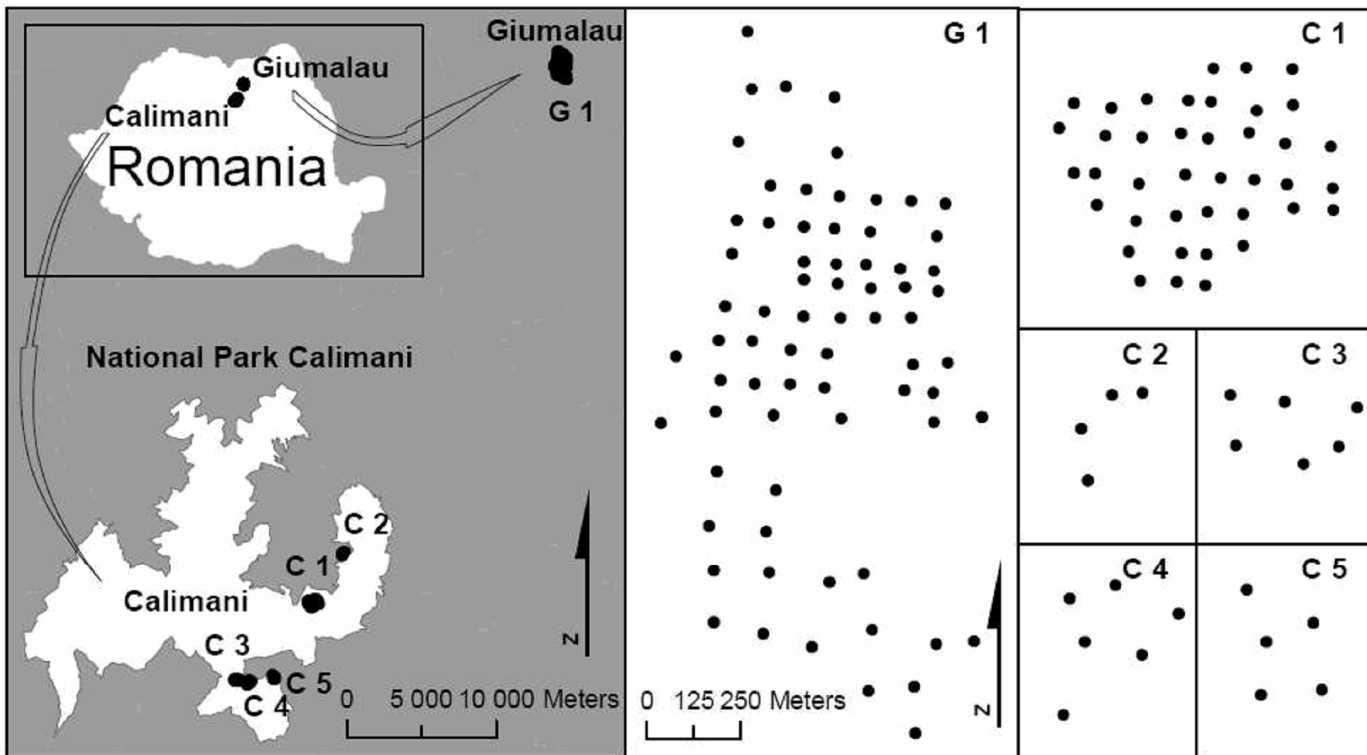 Giumalau
Giumalau
Calimani
G 1
Romania
National Park Calimani
C 2
C 1
Calimani
C 3
C 5
C 4
N
0 5 000 10 000 Meters
G 1
N
0 125 250 Meters
C 1
C 2
C 3
C 4
C 5